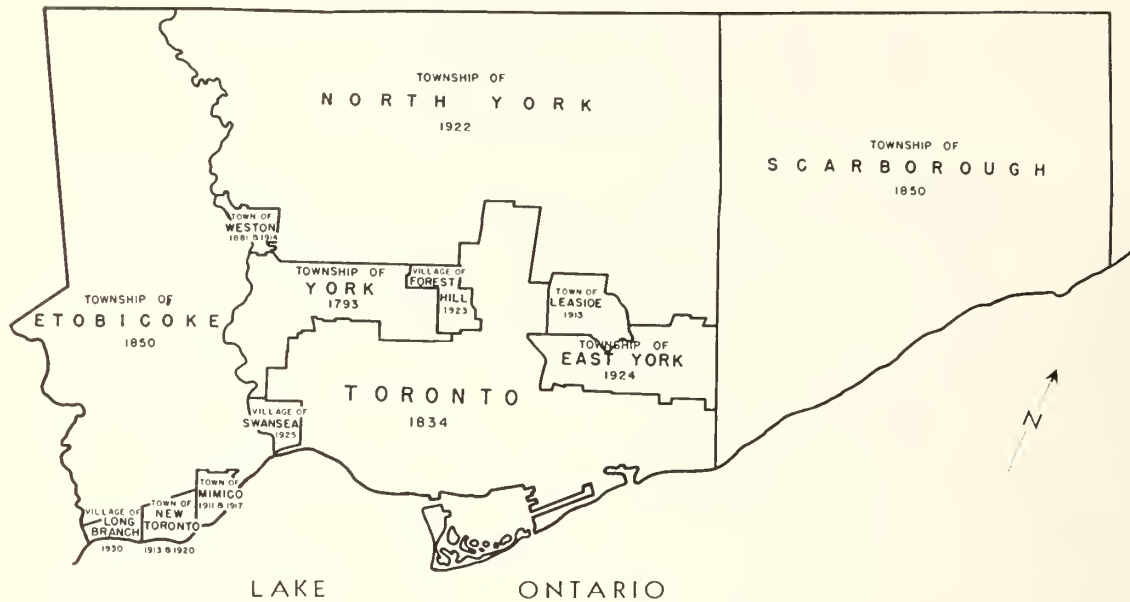 TOWNSHIP OF
NORTH YORK
1922
TOWNSHIP OF
SCARBOROUGH
1850
TOWN OF
WESTON
1881 & 1914
TOWNSHIP OF
YORK
1793
VILLAGE OF
FOREST
HILL
1923
TOWN OF
LEASIDE
1913
TOWNSHIP OF
ETOBICOKE
1850
TOWNSHIP OF
EAST YORK
1924
TORONTO
1834
VILLAGE OF
SWANSEA
1925
TOWN OF
MIMICO
1911 & 1917
TOWN OF
NEW
TORONTO
1913 & 1920
VILLAGE OF
LONG
BRANCH
1930
N
LAKE ONTARIO